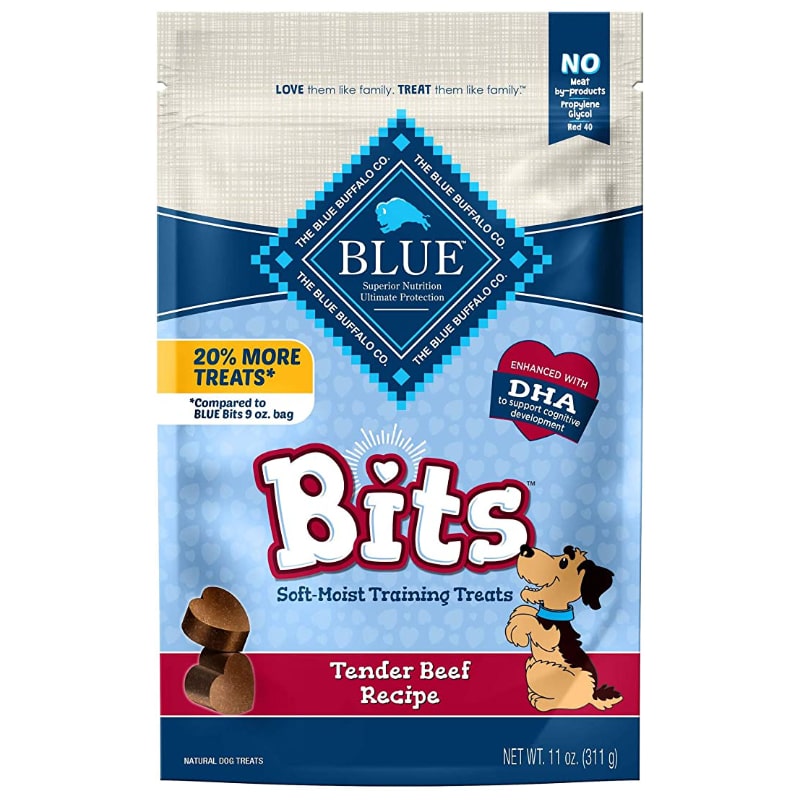 LOVE them like family. TREAT them like family.™
NO
Meat
by-products
Propylene
Glycol
Red 40
THE BLUE BUFFALO CO.
THE BLUE BUFFALO CO.
BLUE™
Superior Nutrition
Ultimate Protection
THE BLUE BUFFALO CO.
THE BLUE BUFFALO CO.
20% MORE
TREATS*
*Compared to
BLUE Bits 9 oz. bag
ENHANCED WITH
DHA
to support cognitive
development
Bits™
Soft-Moist Training Treats
Tender Beef
Recipe
NATURAL DOG TREATS
NET WT. 11 oz. (311 g)